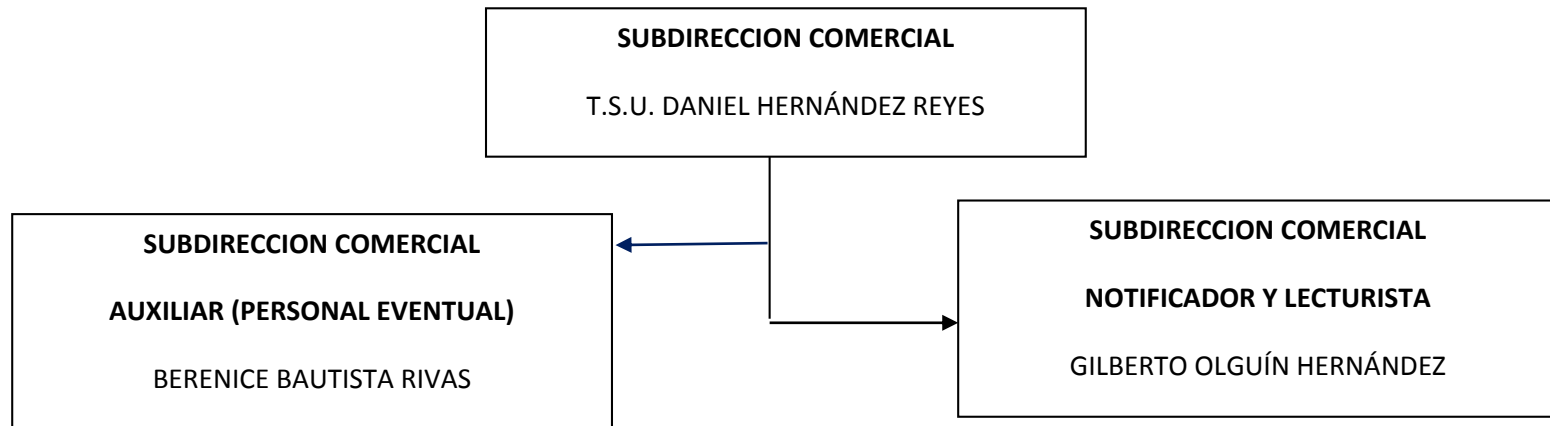 SUBDIRECCION COMERCIAL
T.S.U. DANIEL HERNÁNDEZ REYES
SUBDIRECCION COMERCIAL
AUXILIAR (PERSONAL EVENTUAL)
BERENICE BAUTISTA RIVAS
SUBDIRECCION COMERCIAL
NOTIFICADOR Y LECTURISTA
GILBERTO OLGUÍN HERNÁNDEZ